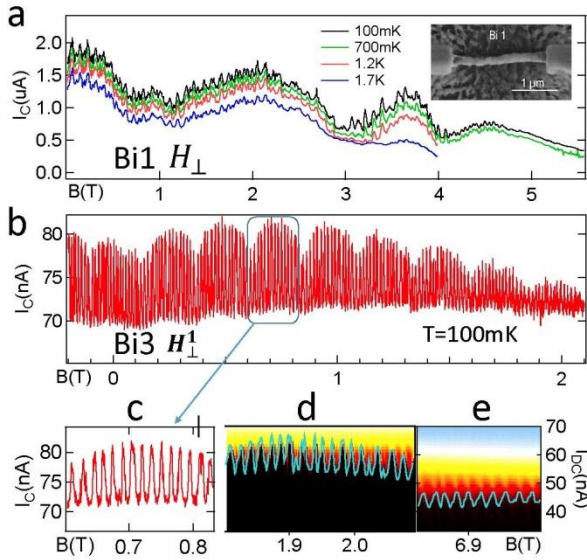 a
2.0
1.5
1.0
0.5
0.0
I_C(uA)
100mK
700mK
1.2K
1.7K
Bi 1
1 µm
Bi1 H⊥
B(T)
1
2
3
4
5
b
80
75
70
I_C(nA)
Bi3 H⊥¹
T=100mK
B(T)
0
1
2
c
d
e
80
75
70
I_C(nA)
B(T)
0.7
0.8
1.9
2.0
6.9
B(T)
70
60
50
40
I_DC(nA)